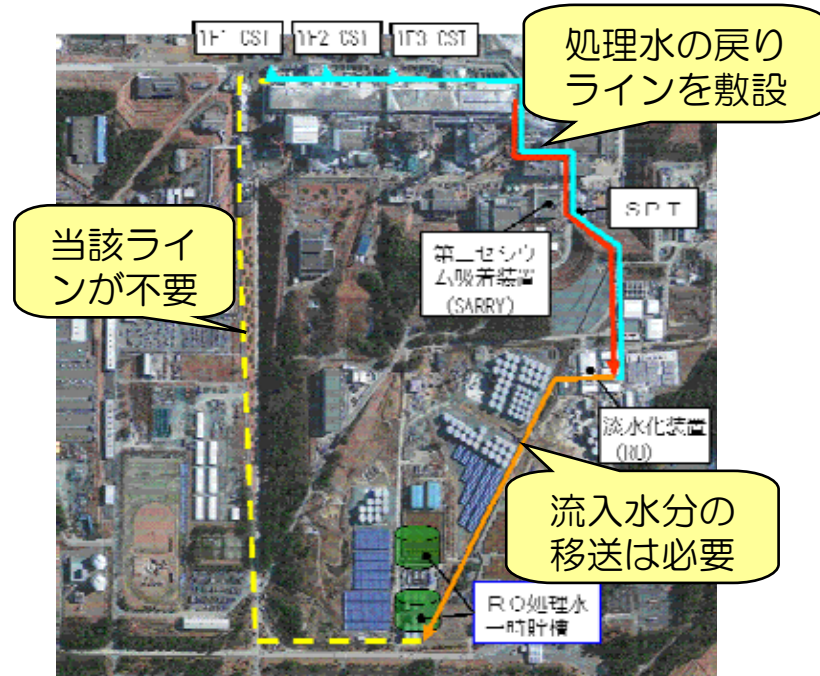 1F1 CST
1F2 CST
1F3 CST
処理水の戻り
ラインを敷設
SPT
当該ライ
ンが不要
第二セシウ
ム吸着装置
(SARRY)
淡水化装置
(RO)
流入水分の
移送は必要
RO処理水
一時貯槽